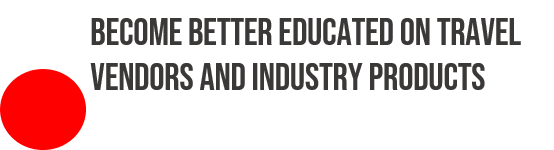 BECOME BETTER EDUCATED ON TRAVEL
VENDORS AND INDUSTRY PRODUCTS